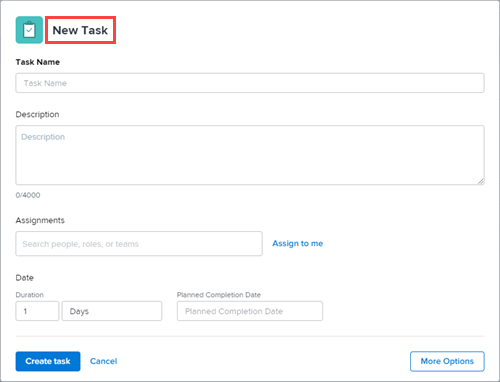 New Task
Task Name
Task Name
Description
Description
0/4000
Assignments
Search people, roles, or teams Assign to me
Date
Duration Planned Completion Date
1 Days Planned Completion Date
Create task Cancel More Options